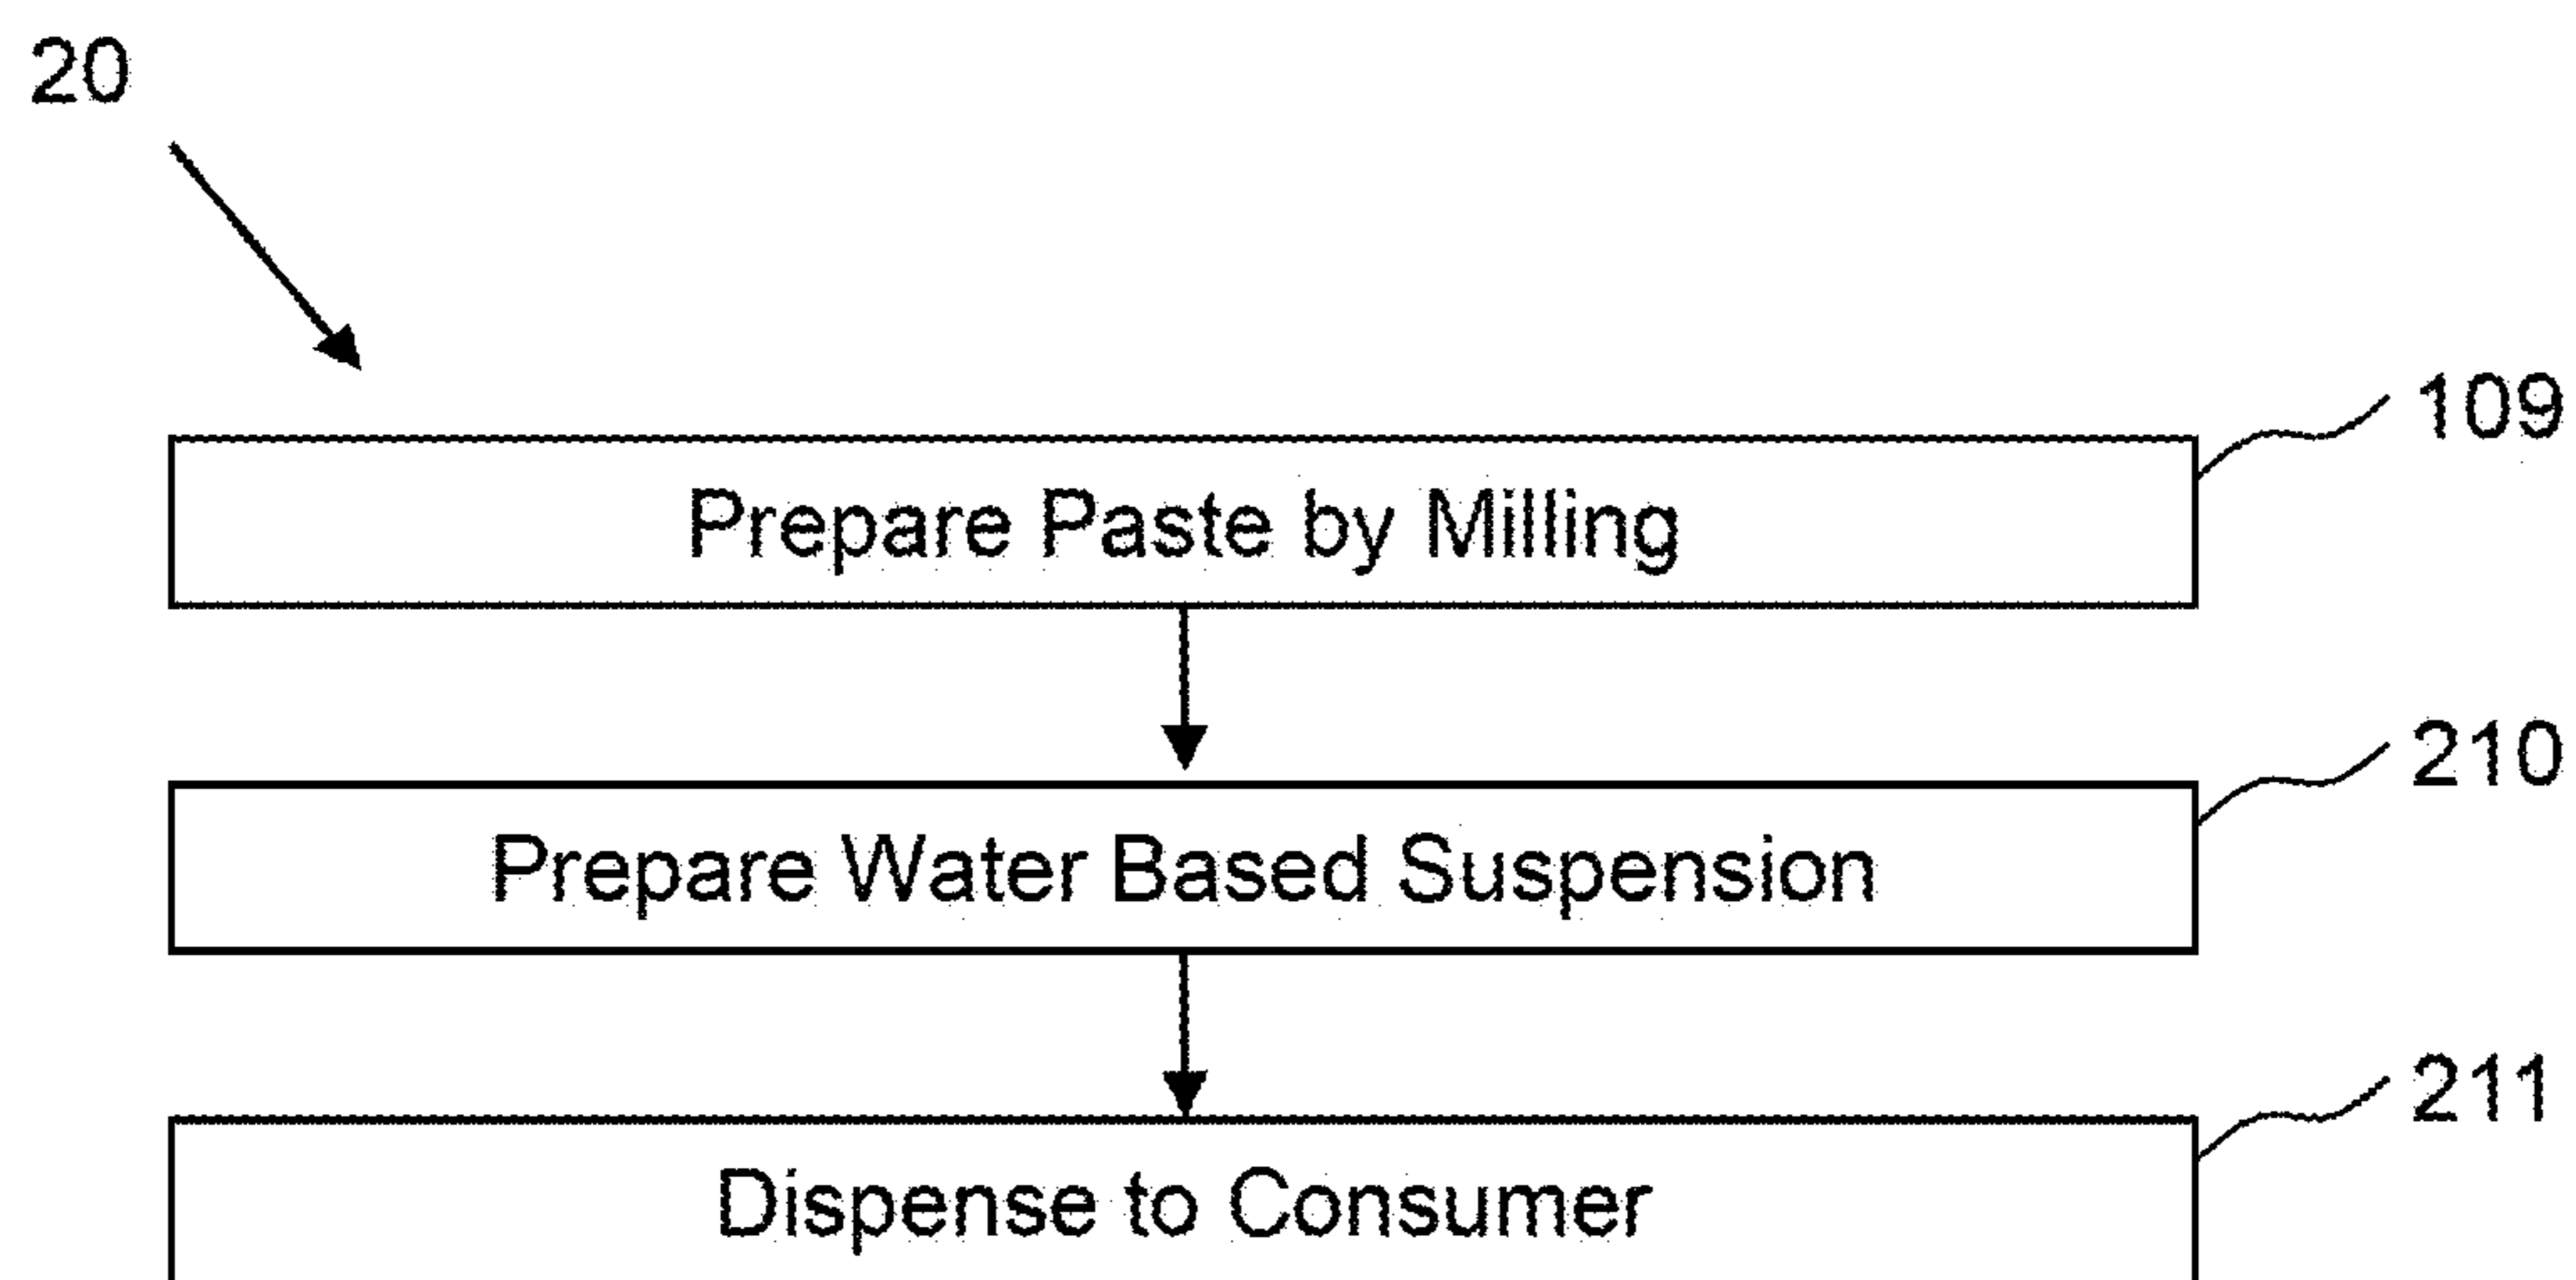 20
109
Prepare Paste by Milling
210
Prepare Water Based Suspension
211
Dispense to Consumer